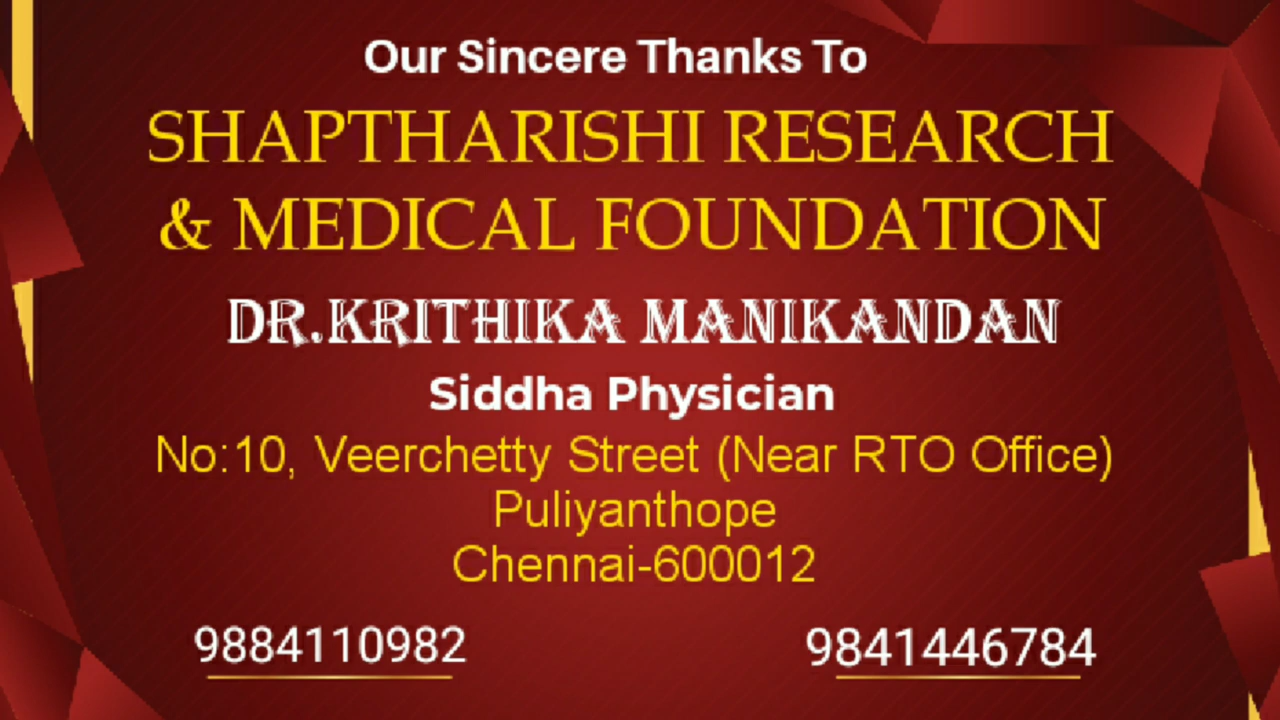 Our Sincere Thanks To
SHAPTHARISHI RESEARCH
& MEDICAL FOUNDATION
DR.KRITHIKA MANIKANDAN
Siddha Physician
No:10, Veerchetty Street (Near RTO Office)
Puliyanthope
Chennai-600012
9884110982
9841446784